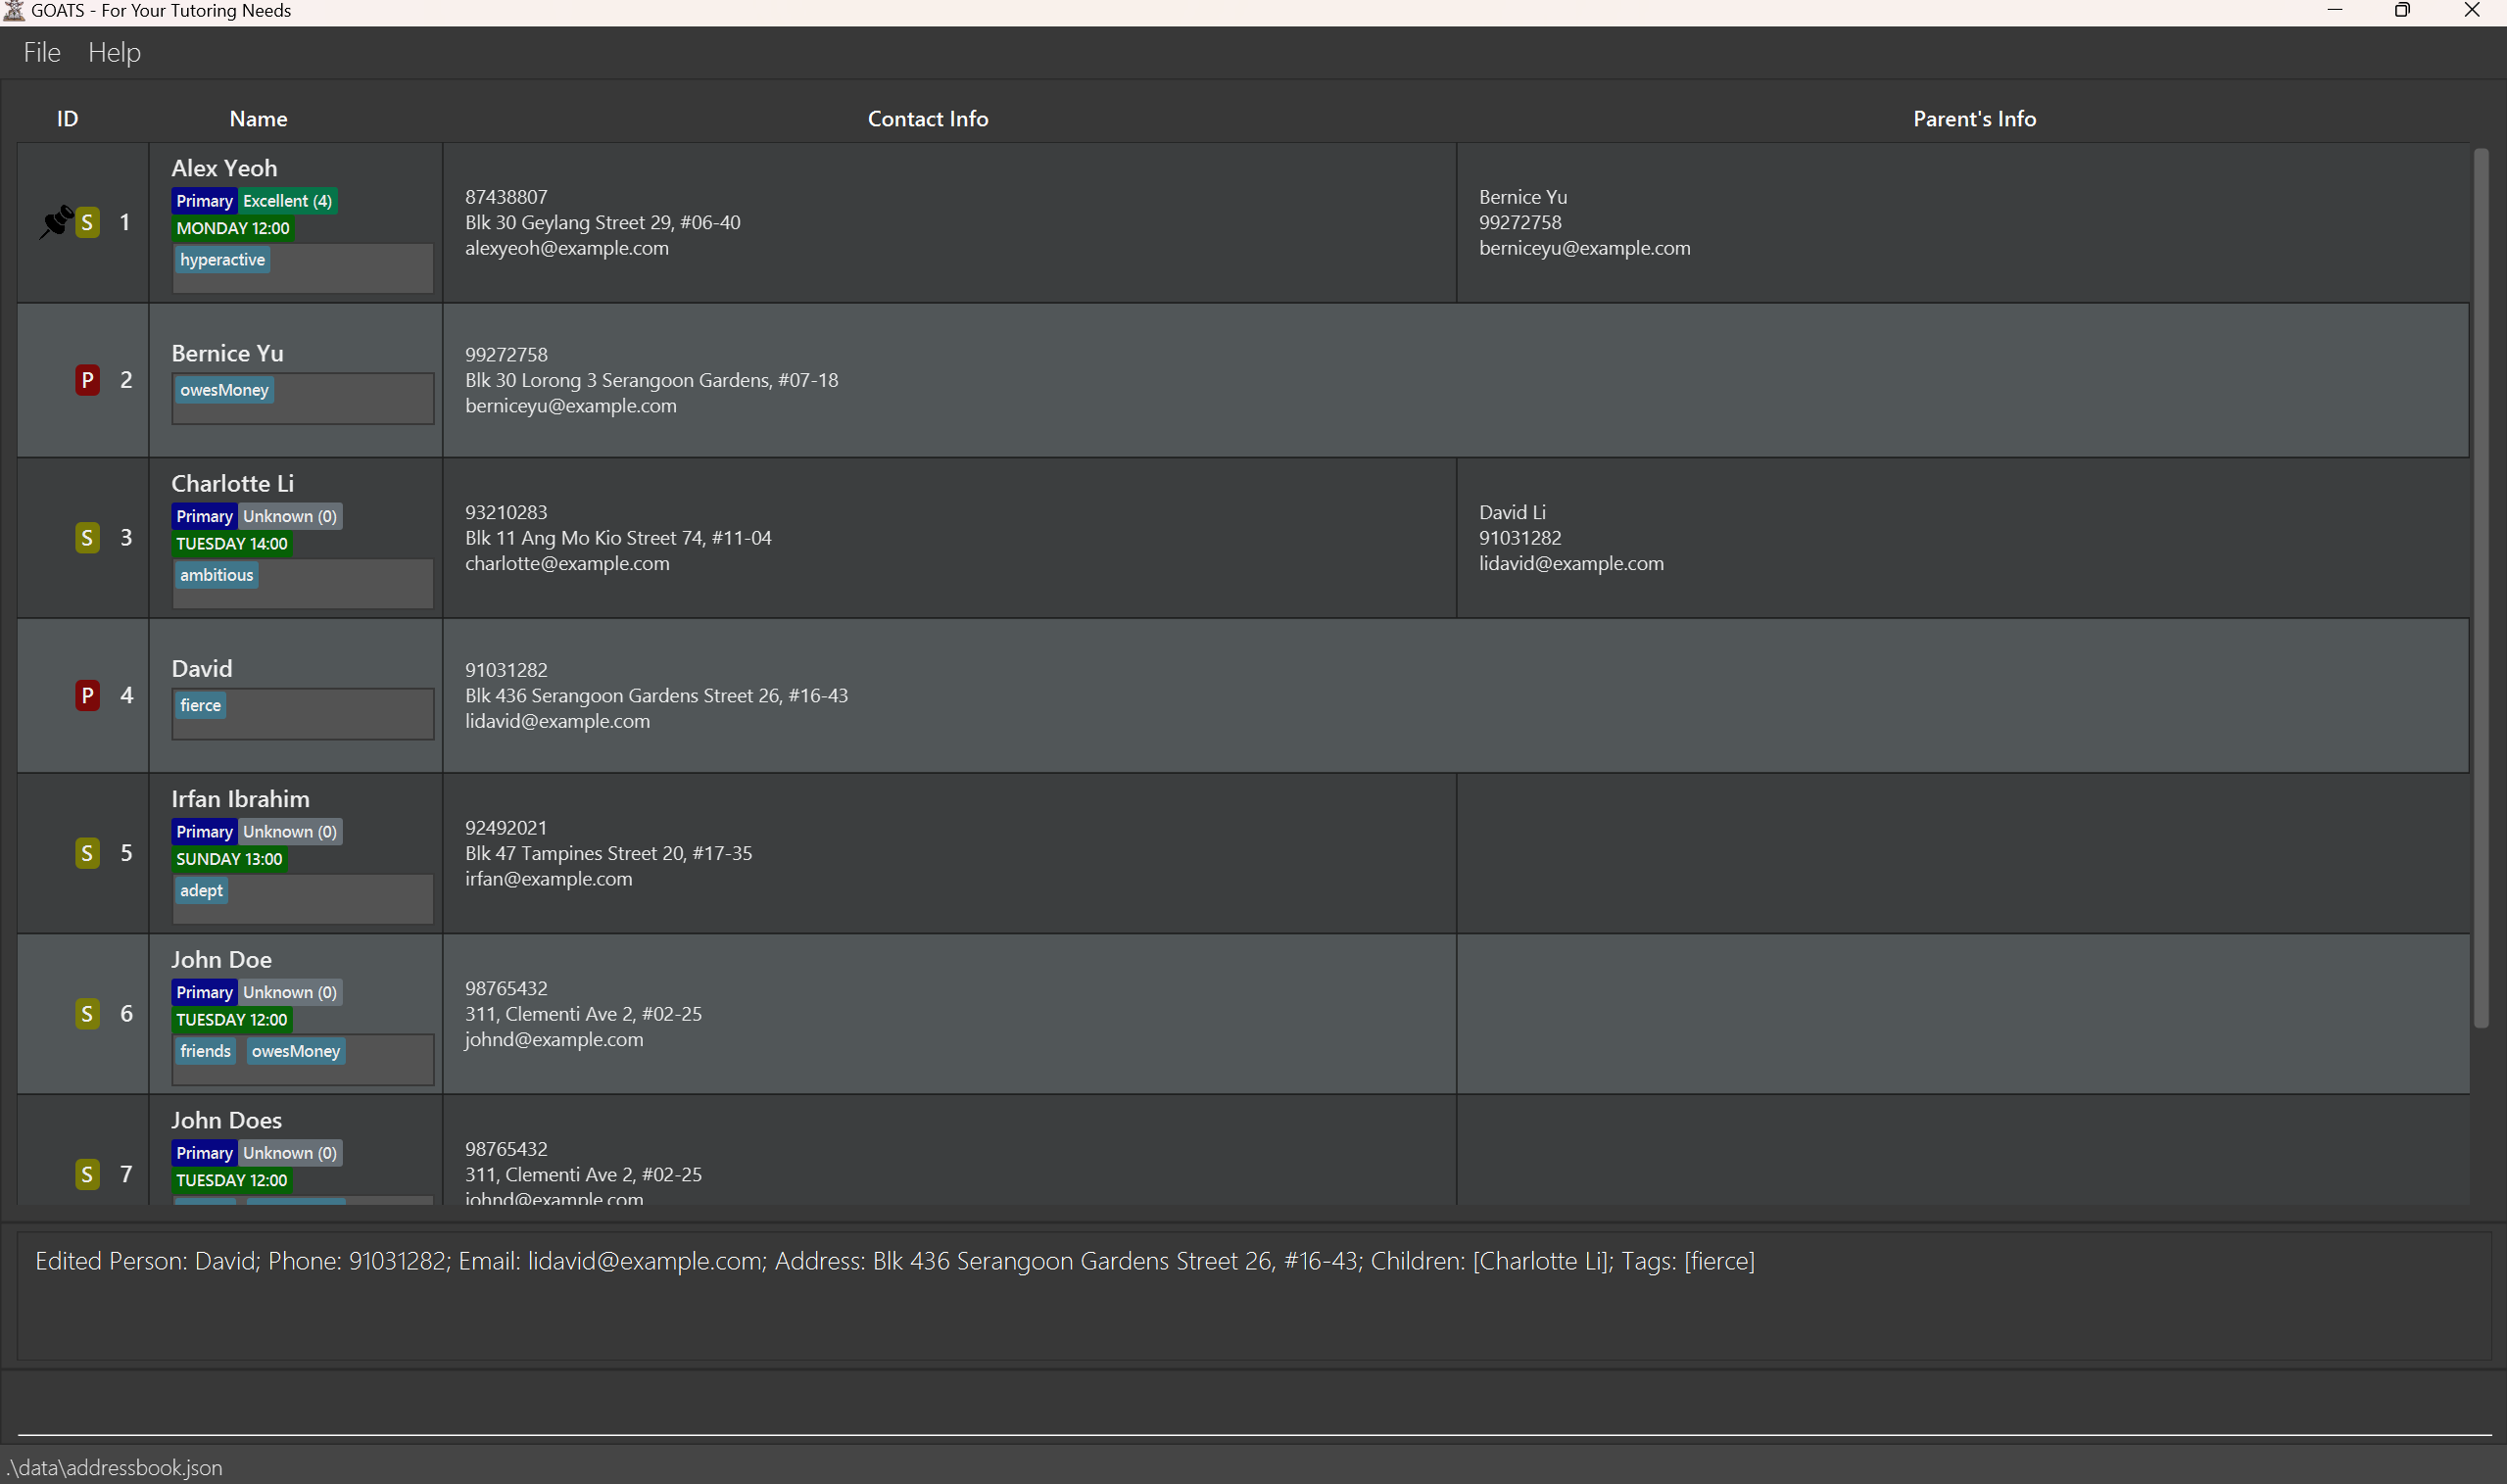 GOATS - For Your Tutoring Needs
File Help
ID Name Contact Info Parent's Info
S 1
Alex Yeoh
Primary Excellent (4)
MONDAY 12:00
hyperactive
87438807
Blk 30 Geylang Street 29, #06-40
alexyeoh@example.com
Bernice Yu
99272758
berniceyu@example.com
P 2
Bernice Yu
owesMoney
99272758
Blk 30 Lorong 3 Serangoon Gardens, #07-18
berniceyu@example.com
S 3
Charlotte Li
Primary Unknown (0)
TUESDAY 14:00
ambitious
93210283
Blk 11 Ang Mo Kio Street 74, #11-04
charlotte@example.com
David Li
91031282
lidavid@example.com
P 4
David
fierce
91031282
Blk 436 Serangoon Gardens Street 26, #16-43
lidavid@example.com
S 5
Irfan Ibrahim
Primary Unknown (0)
SUNDAY 13:00
adept
92492021
Blk 47 Tampines Street 20, #17-35
irfan@example.com
S 6
John Doe
Primary Unknown (0)
TUESDAY 12:00
friends owesMoney
98765432
311, Clementi Ave 2, #02-25
johnd@example.com
S 7
John Does
Primary Unknown (0)
TUESDAY 12:00
98765432
311, Clementi Ave 2, #02-25
johnd@example.com
Edited Person: David; Phone: 91031282; Email: lidavid@example.com; Address: Blk 436 Serangoon Gardens Street 26, #16-43; Children: [Charlotte Li]; Tags: [fierce]
.\data\addressbook.json